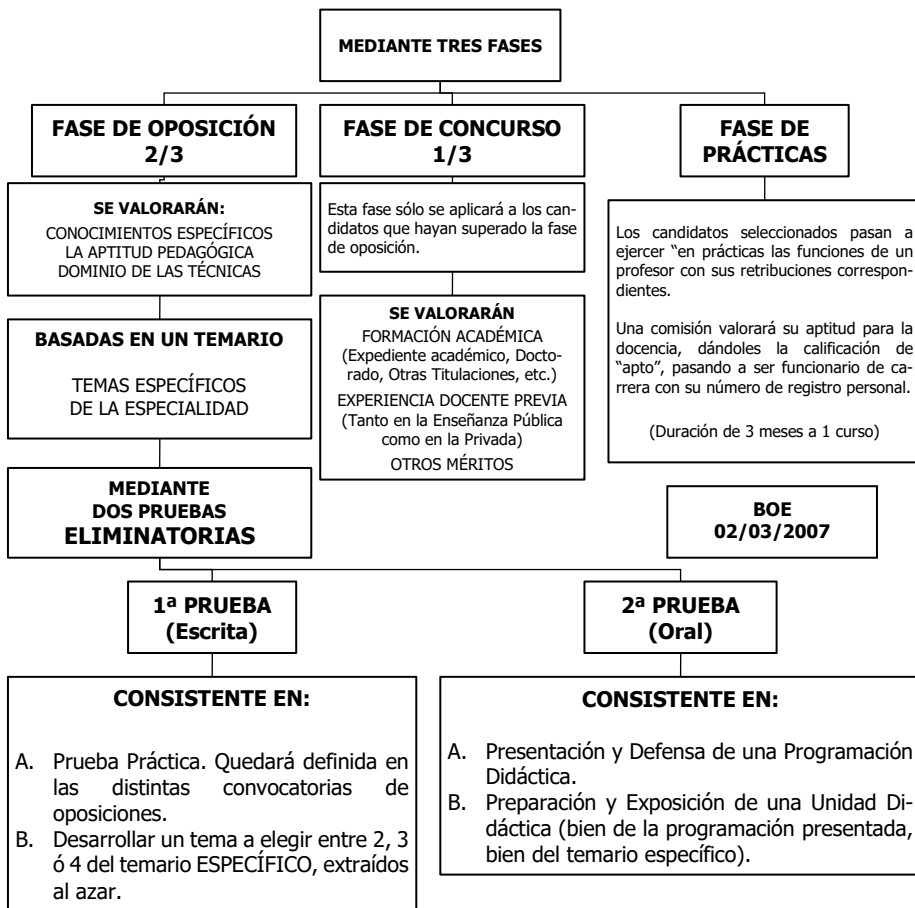 MEDIANTE TRES FASES
FASE DE OPOSICIÓN
2/3
FASE DE CONCURSO
1/3
FASE DE
PRÁCTICAS
SE VALORARÁN:
CONOCIMIENTOS ESPECÍFICOS
LA APTITUD PEDAGÓGICA
DOMINIO DE LAS TÉCNICAS
Esta fase sólo se aplicará a los can-
didatos que hayan superado la fase
de oposición.
Los candidatos seleccionados pasan a
ejercer “en prácticas las funciones de un
profesor con sus retribuciones correspon-
dientes.
Una comisión valorará su aptitud para la
docencia, dándoles la calificación de
“apto”, pasando a ser funcionario de ca-
rrera con su número de registro personal.
(Duración de 3 meses a 1 curso)
BASADAS EN UN TEMARIO
TEMAS ESPECÍFICOS
DE LA ESPECIALIDAD
SE VALORARÁN
FORMACIÓN ACADÉMICA
(Expediente académico, Docto-
rado, Otras Titulaciones, etc.)
EXPERIENCIA DOCENTE PREVIA
(Tanto en la Enseñanza Pública
como en la Privada)
OTROS MÉRITOS
MEDIANTE
DOS PRUEBAS
ELIMINATORIAS
BOE
02/03/2007
1ª PRUEBA
(Escrita)
2ª PRUEBA
(Oral)
CONSISTENTE EN:
A. Prueba Práctica. Quedará definida en
las distintas convocatorias de
oposiciones.
B. Desarrollar un tema a elegir entre 2, 3
ó 4 del temario ESPECÍFICO, extraídos
al azar.
CONSISTENTE EN:
A. Presentación y Defensa de una Programación
Didáctica.
B. Preparación y Exposición de una Unidad Di-
dáctica (bien de la programación presentada,
bien del temario específico).